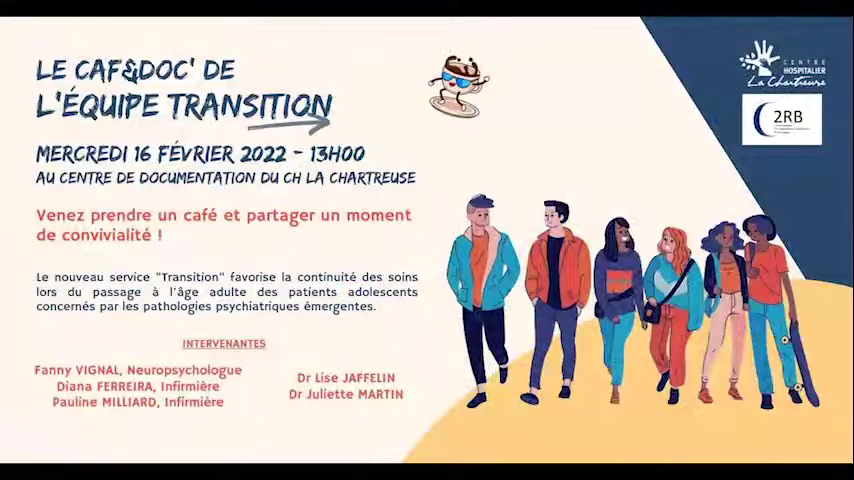 LE CAF&DOC' DE
L'ÉQUIPE TRANSITION
MERCREDI 16 FÉVRIER 2022 - 13H00
AU CENTRE DE DOCUMENTATION DU CH LA CHARTREUSE
Venez prendre un café et partager un moment
de convivialité !
Le nouveau service "Transition" favorise la continuité des soins
lors du passage à l'âge adulte des patients adolescents
concernés par les pathologies psychiatriques émergentes.
INTERVENANTES
Fanny VIGNAL, Neuropsychologue
Diana FERREIRA, Infirmière
Pauline MILLIARD, Infirmière
Dr Lise JAFFELIN
Dr Juliette MARTIN
CENTRE
HOSPITALIER
La Chartreuse
2RB